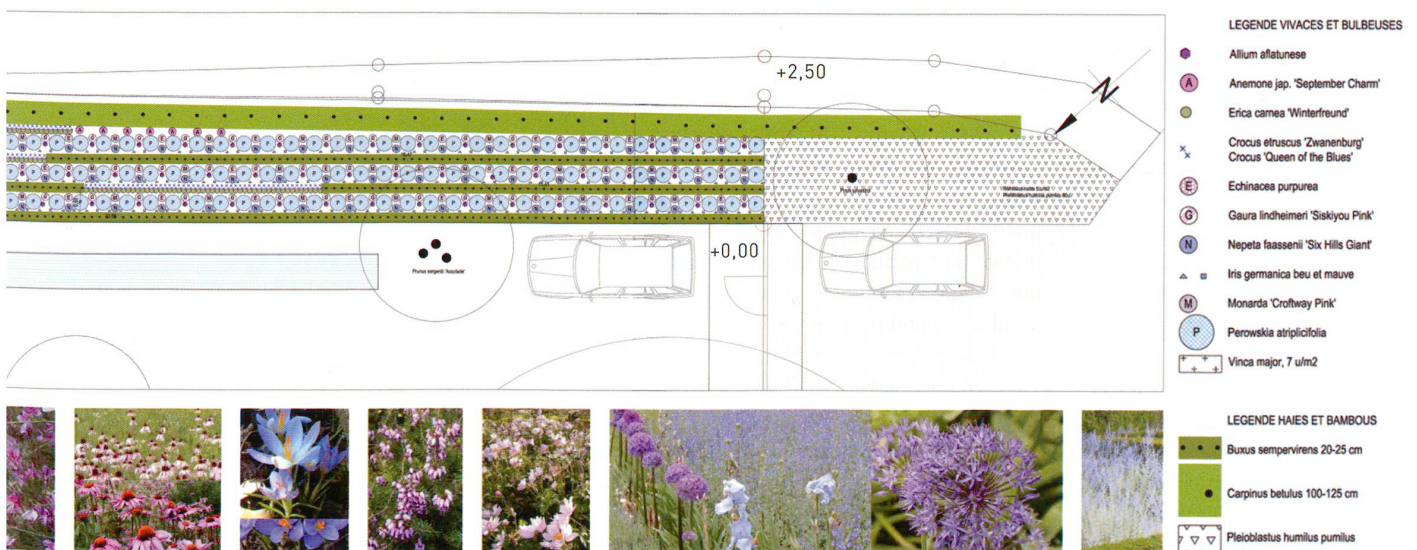 +2,50
N
+0,00
Prunus sargentii 'Accolade'
LEGENDE VIVACES ET BULBEUSES
Allium aflatunese
A Anemone jap. 'September Charm'
Erica carnea 'Winterfreund'
Crocus etruscus 'Zwanenburg'
Crocus 'Queen of the Blues'
E Echinacea purpurea
G Gaura lindheimeri 'Siskiyou Pink'
N Nepeta faassenii 'Six Hills Giant'
Iris germanica beu et mauve
M Monarda 'Croftway Pink'
P Perowskia atriplicifolia
Vinca major, 7 u/m2
LEGENDE HAIES ET BAMBOUS
Buxus sempervirens 20-25 cm
Carpinus betulus 100-125 cm
Pleioblastus humilus pumilus